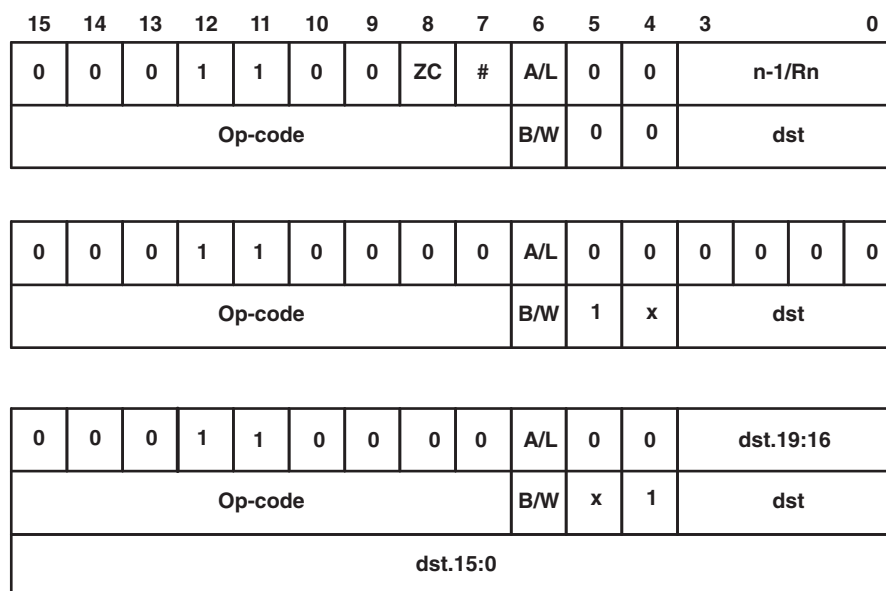 15 14 13 12 11 10 9 8 7 6 5 4 3 0
0 0 0 1 1 0 0 ZC # A/L 0 0 n-1/Rn
Op-code B/W 0 0 dst
0 0 0 1 1 0 0 0 0 A/L 0 0 0 0 0 0
Op-code B/W 1 x dst
0 0 0 1 1 0 0 0 0 A/L 0 0 dst.19:16
Op-code B/W x 1 dst
dst.15:0